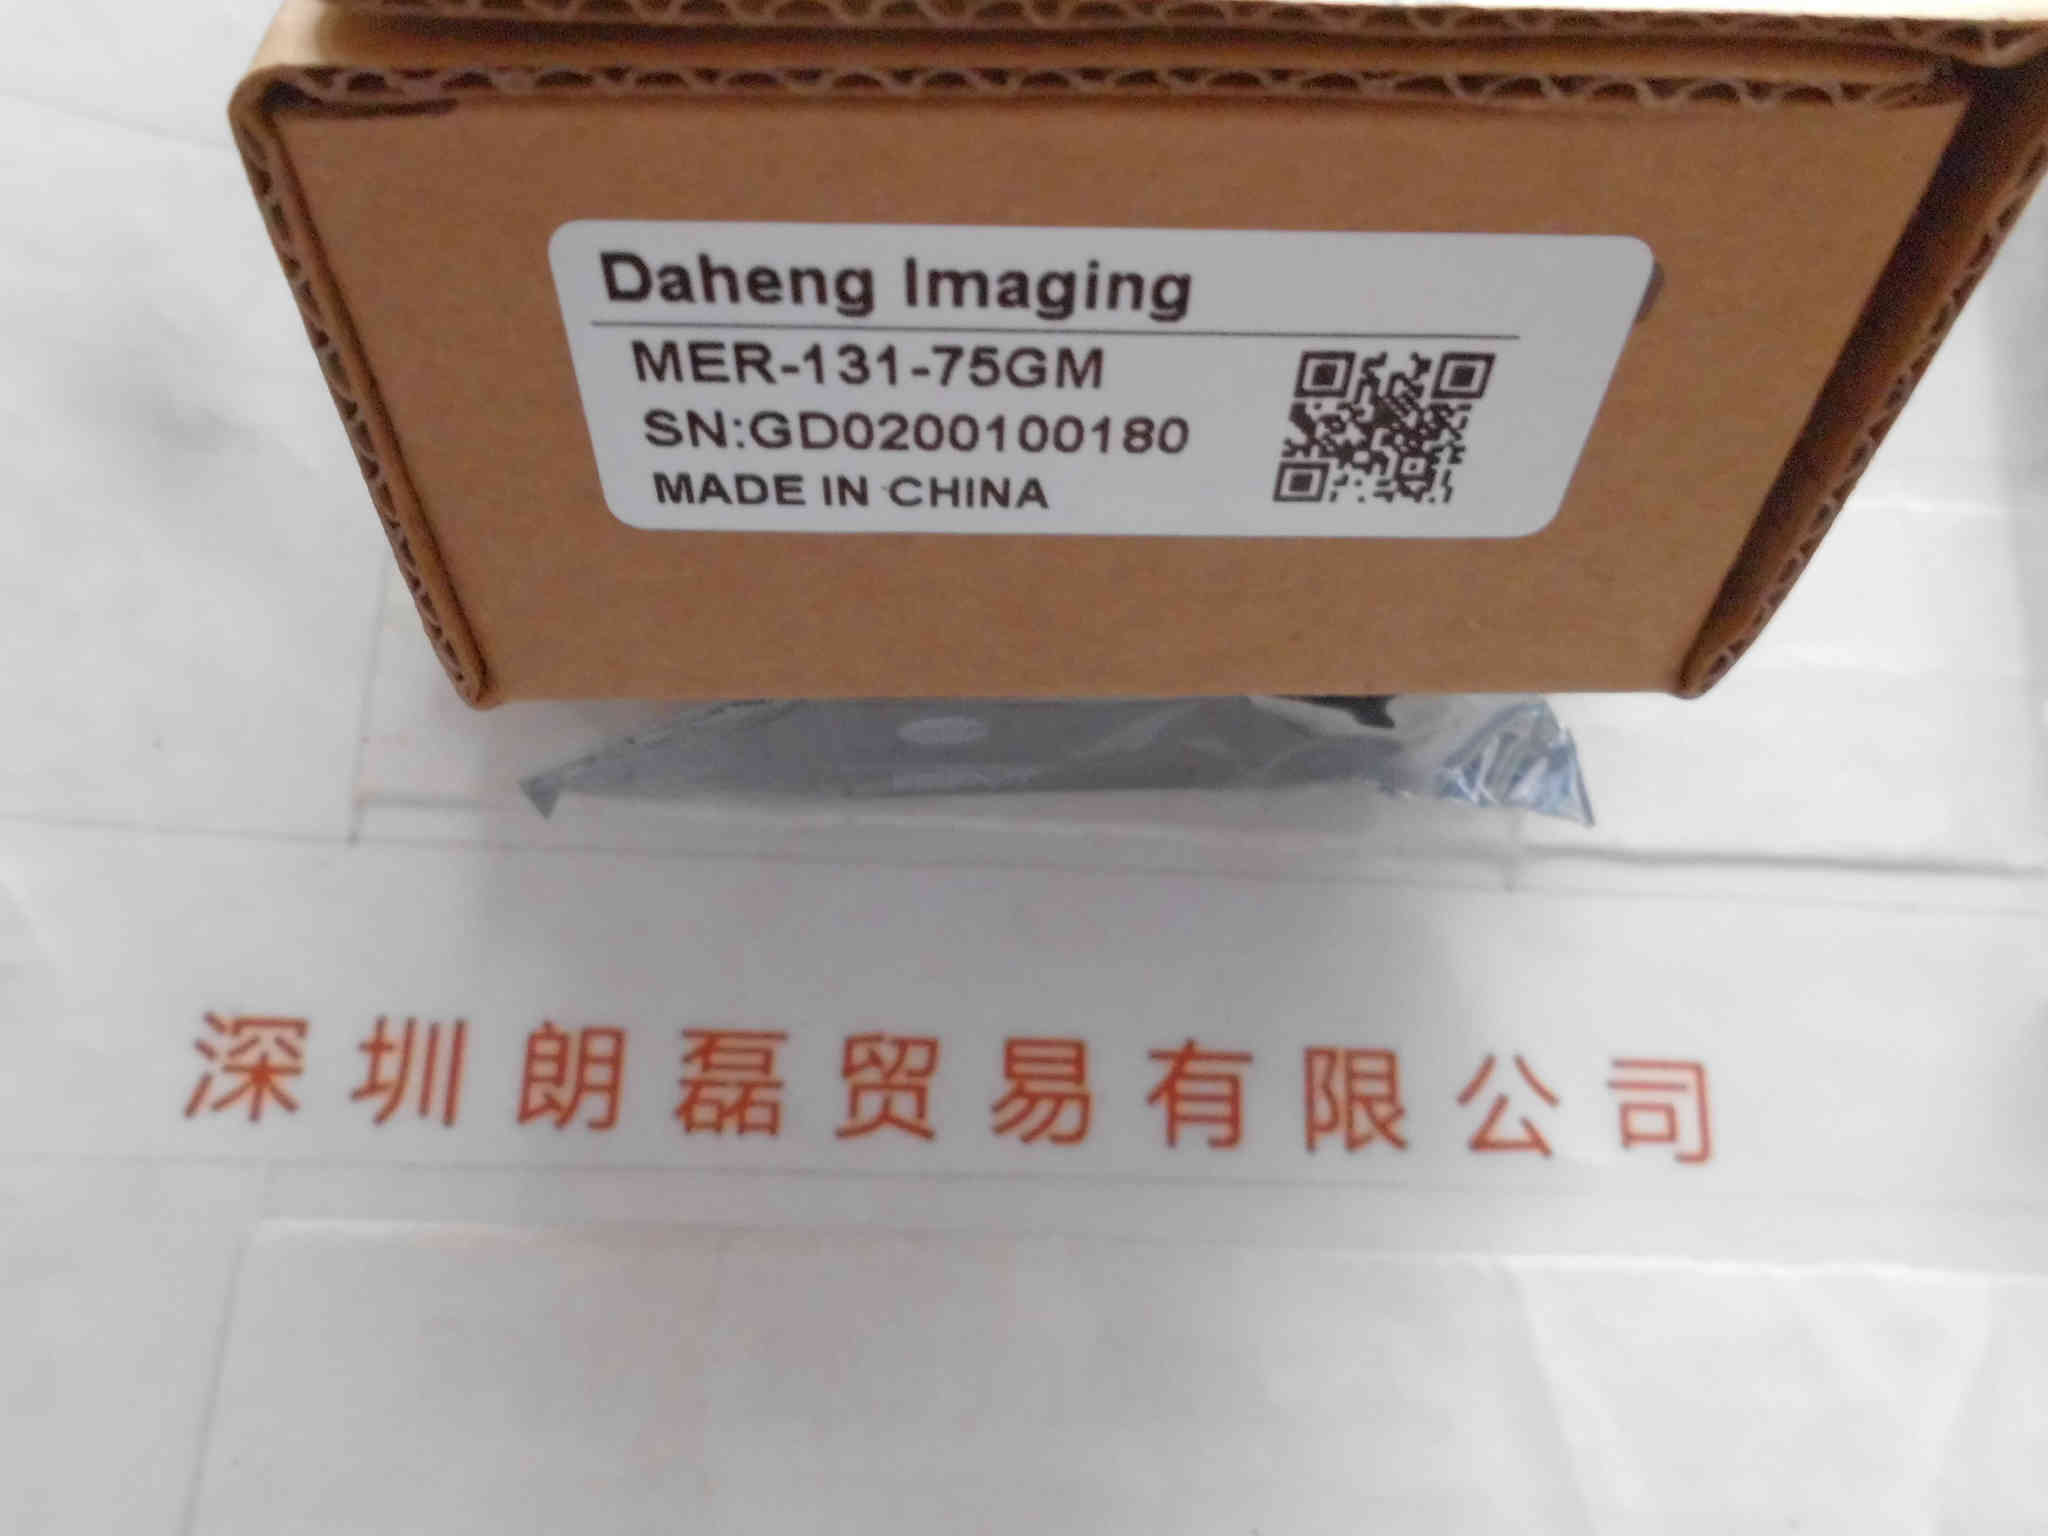 Daheng Imaging
MER-131-75GM
SN:GD0200100180
MADE IN CHINA
深圳朗磊贸易有限公司